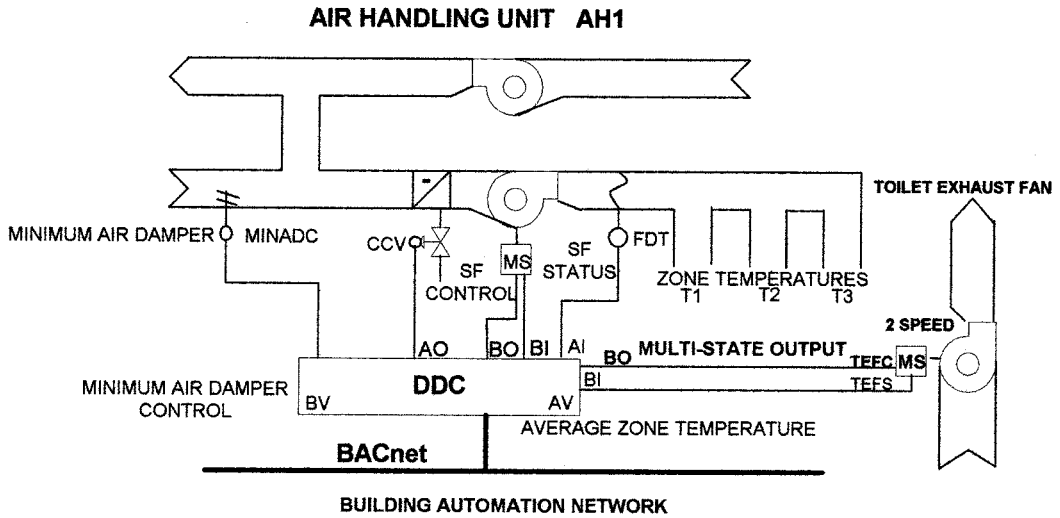 AIR HANDLING UNIT AH1
TOILET EXHAUST FAN
MINIMUM AIR DAMPER
MINADC
CCV
SF
CONTROL
MS
SF
STATUS
FDT
ZONE TEMPERATURES
T1
T2
T3
2 SPEED
AO
BO
BI
AI
BO
MULTI-STATE OUTPUT
TEFC
MS
BI
TEFS
MINIMUM AIR DAMPER
CONTROL
BV
DDC
AV
AVERAGE ZONE TEMPERATURE
BACnet
BUILDING AUTOMATION NETWORK